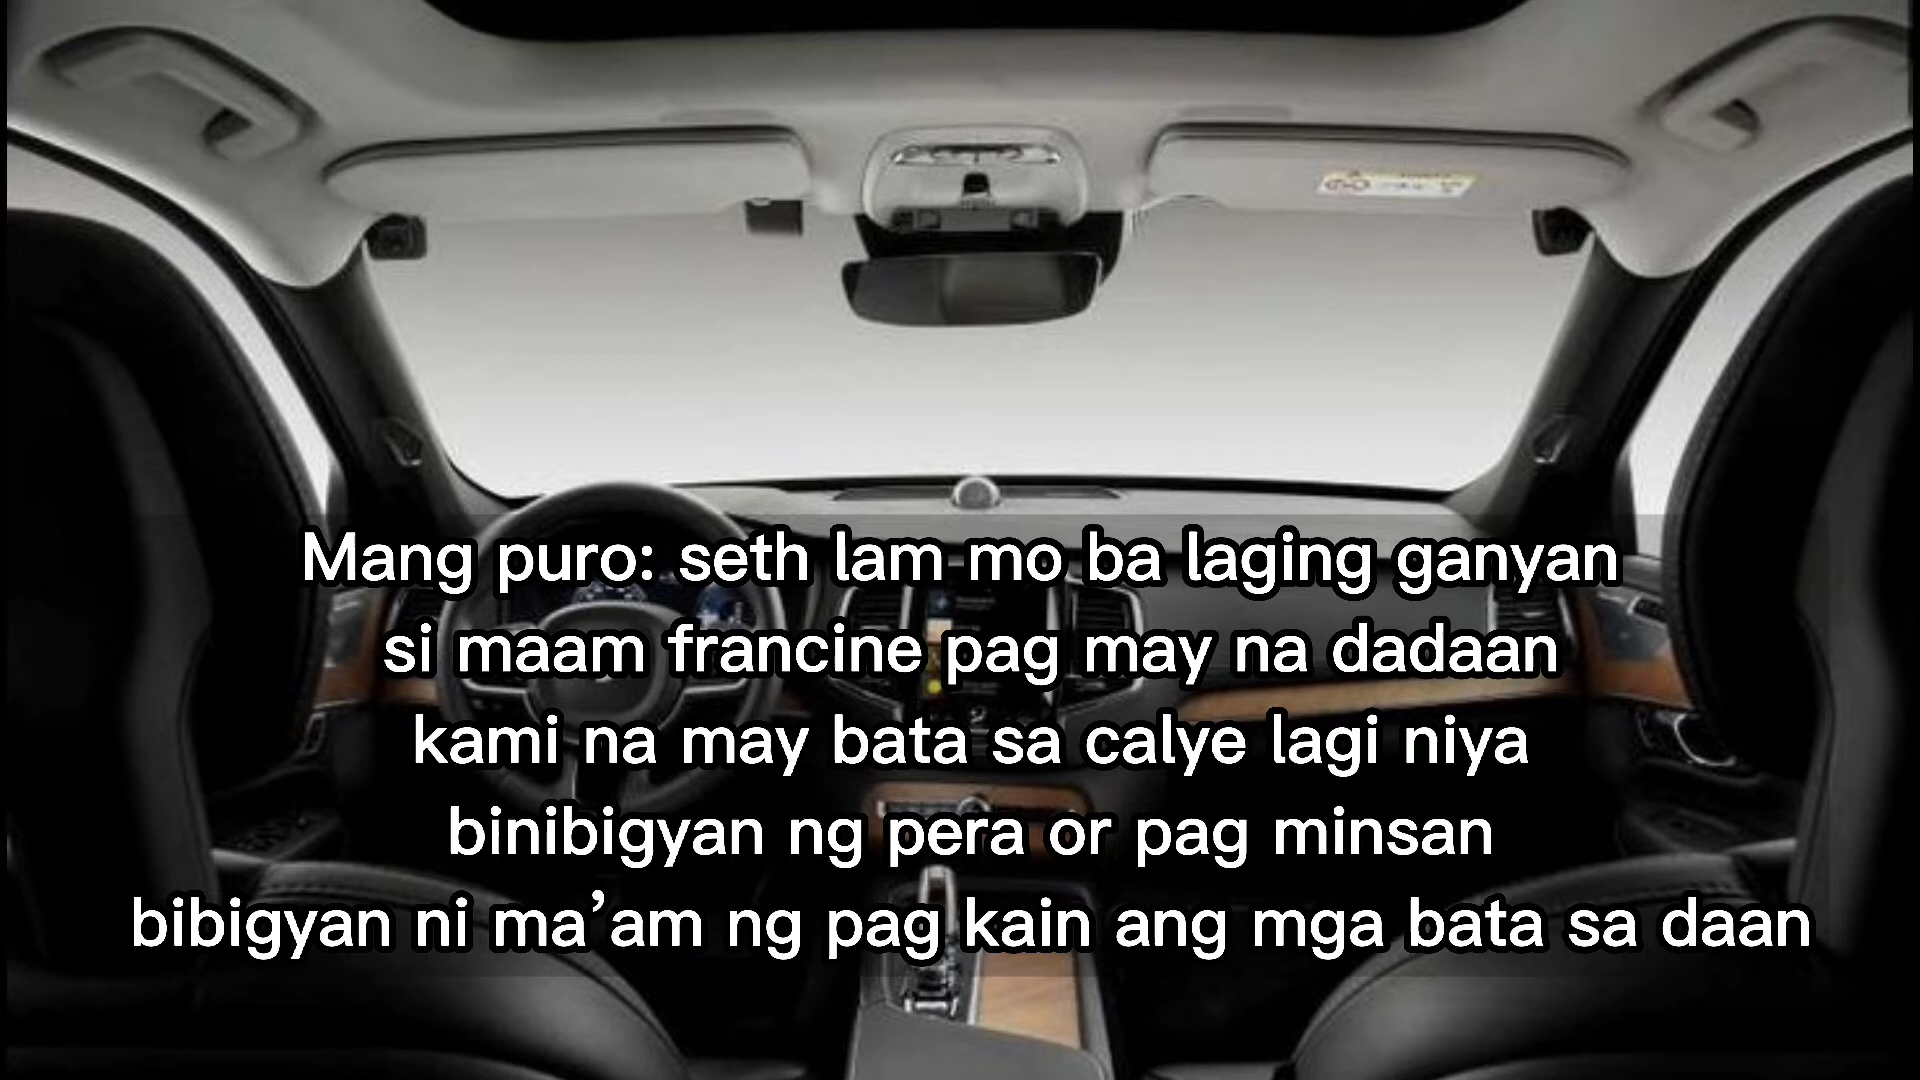 Mang puro: seth lam mo ba laging ganyan
si maam francine pag may na dadaan
kami na may bata sa calye lagi niya
binibigyan ng pera or pag minsan
bibigyan ni ma’am ng pag kain ang mga bata sa daan